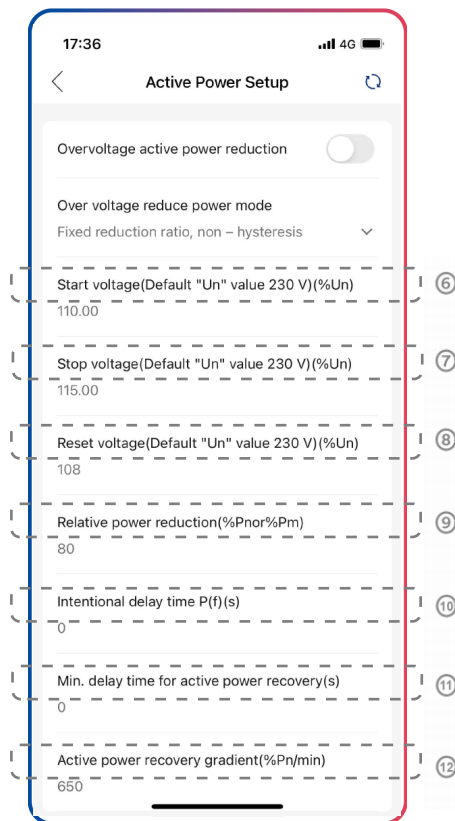 17:36 4G
Active Power Setup
Overvoltage active power reduction
Over voltage reduce power mode
Fixed reduction ratio, non – hysteresis
Start voltage(Default "Un" value 230 V)(%Un) ⑥
110.00
Stop voltage(Default "Un" value 230 V)(%Un) ⑦
115.00
Reset voltage(Default "Un" value 230 V)(%Un) ⑧
108
Relative power reduction(%Pnor%Pm) ⑨
80
Intentional delay time P(f)(s) ⑩
0
Min. delay time for active power recovery(s) ⑪
0
Active power recovery gradient(%Pn/min) ⑫
650